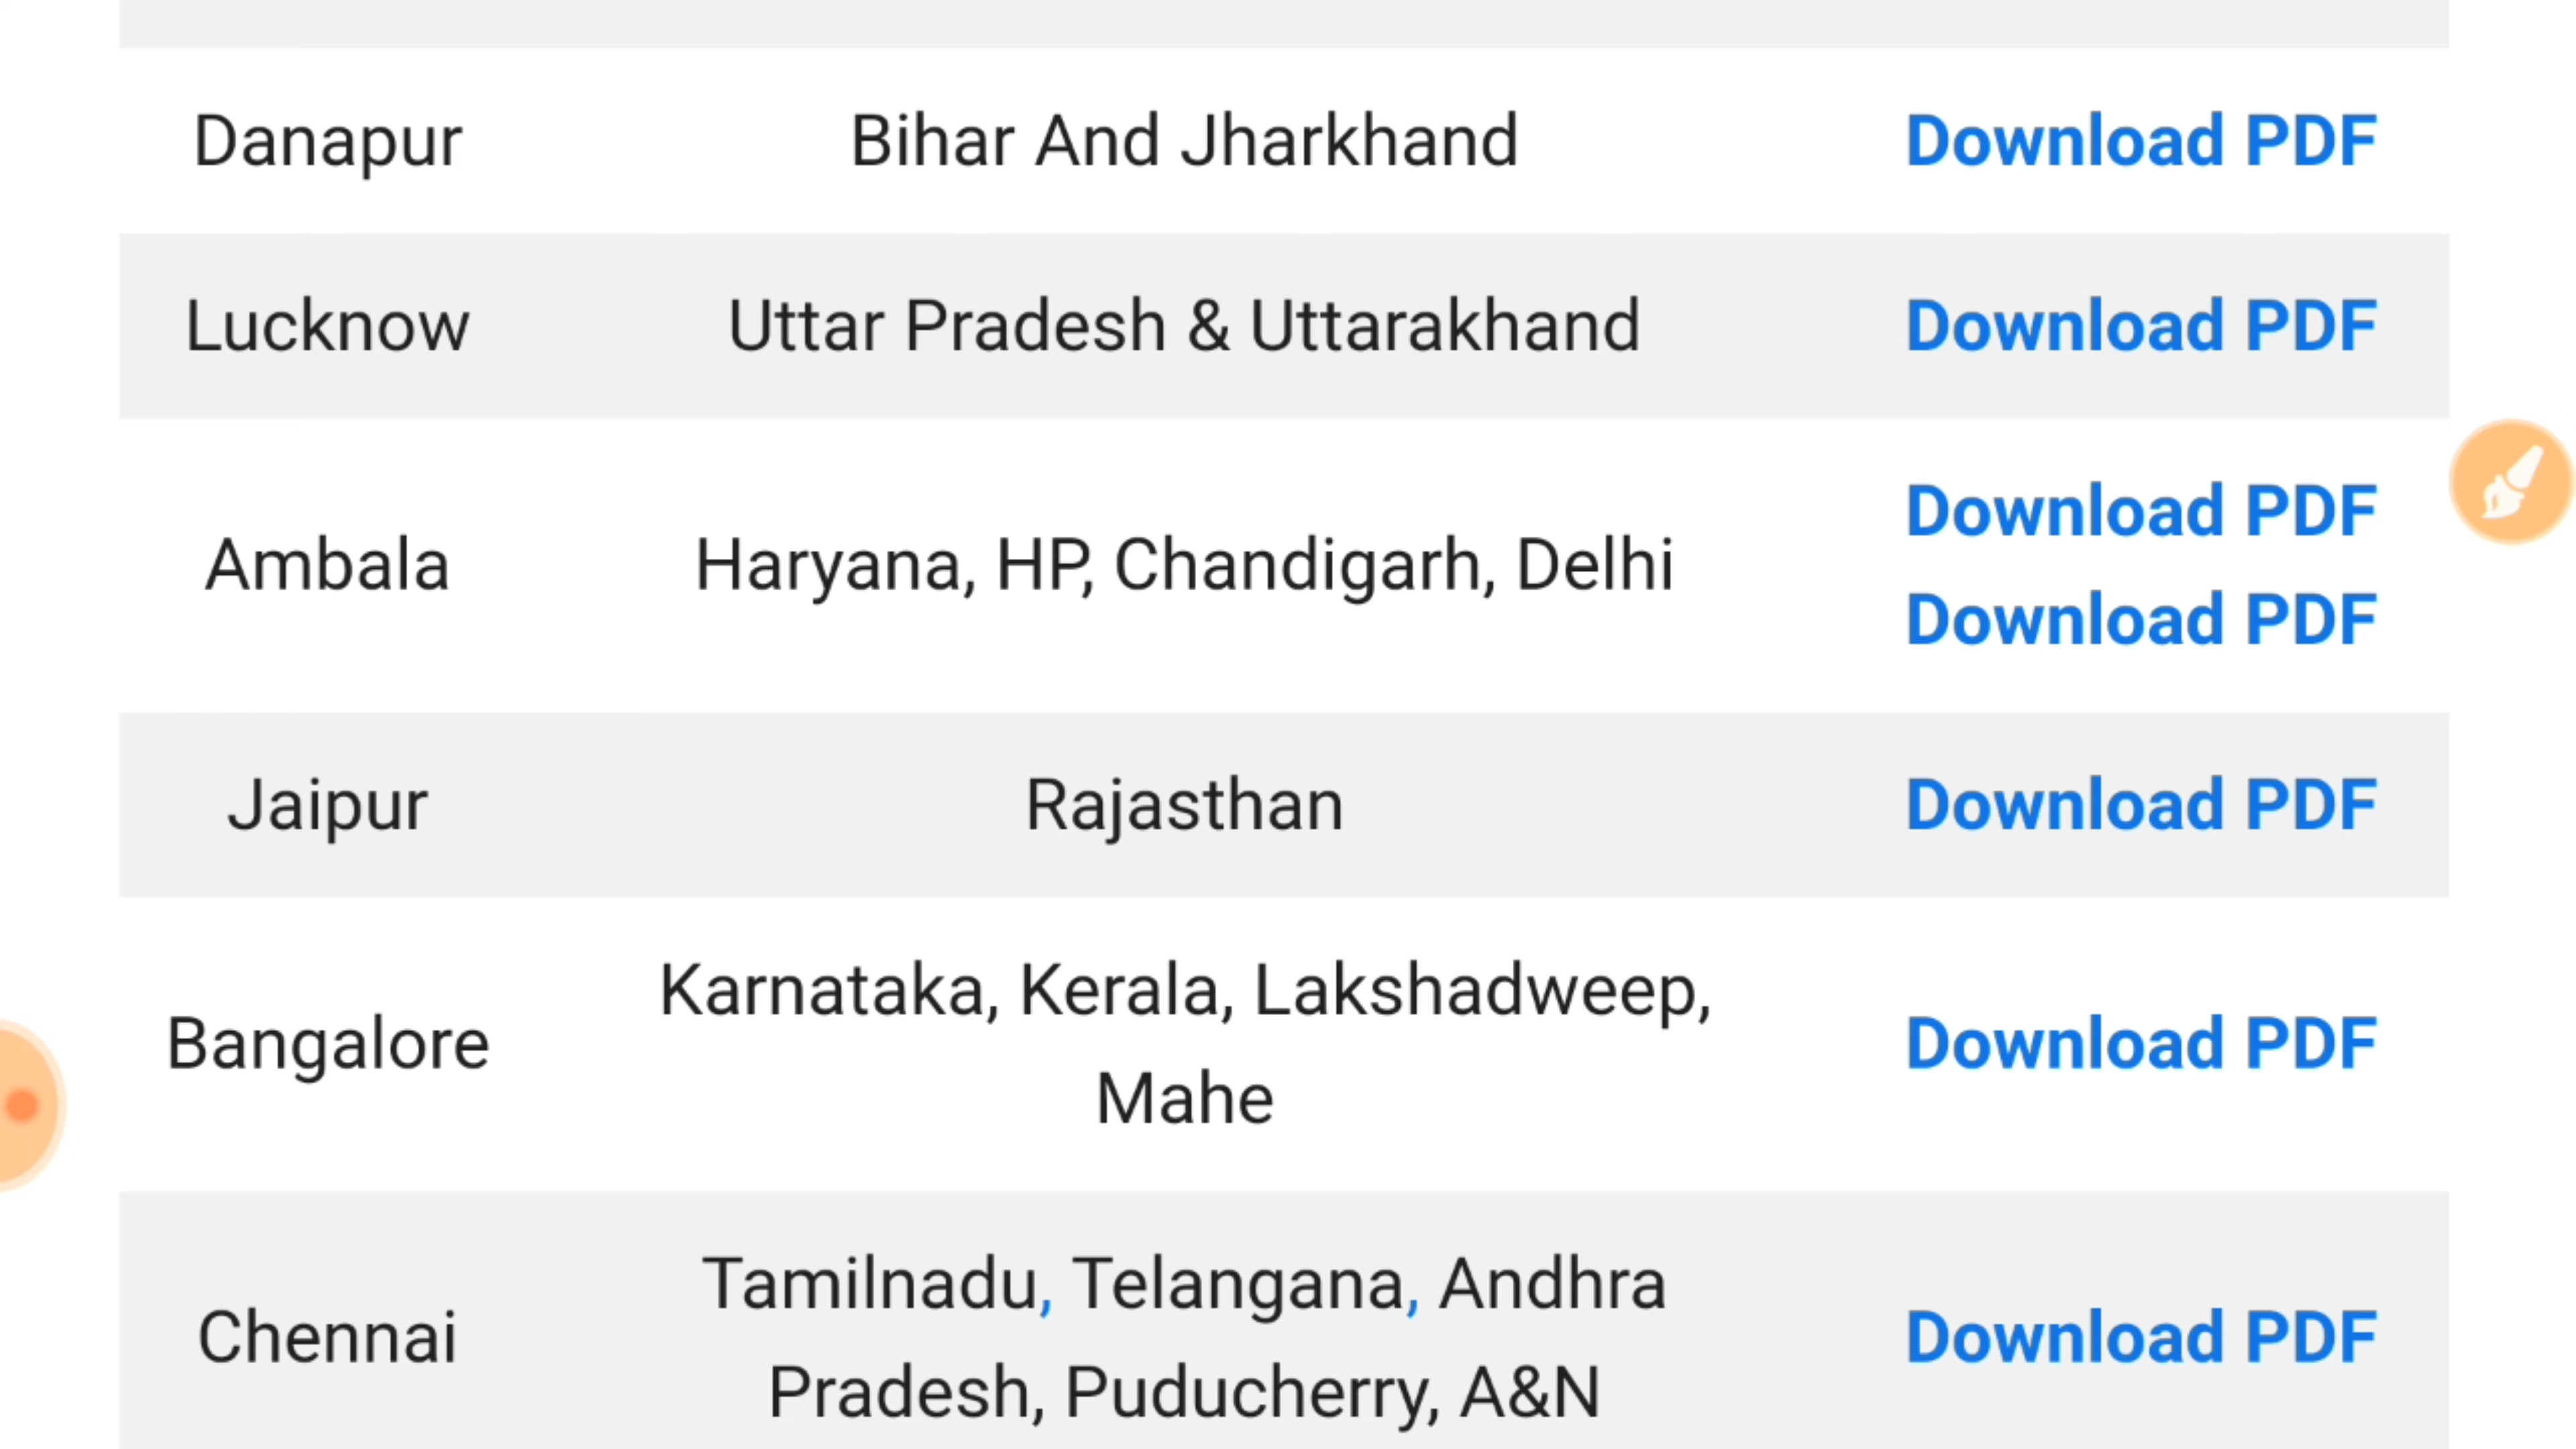 Danapur Bihar And Jharkhand Download PDF
Lucknow Uttar Pradesh & Uttarakhand Download PDF
Download PDF
Ambala Haryana, HP, Chandigarh, Delhi
Download PDF
Jaipur Rajasthan Download PDF
Karnataka, Kerala, Lakshadweep,
Bangalore Download PDF
Mahe
Tamilnadu, Telangana, Andhra
Chennai Download PDF
Pradesh, Puducherry, A&N